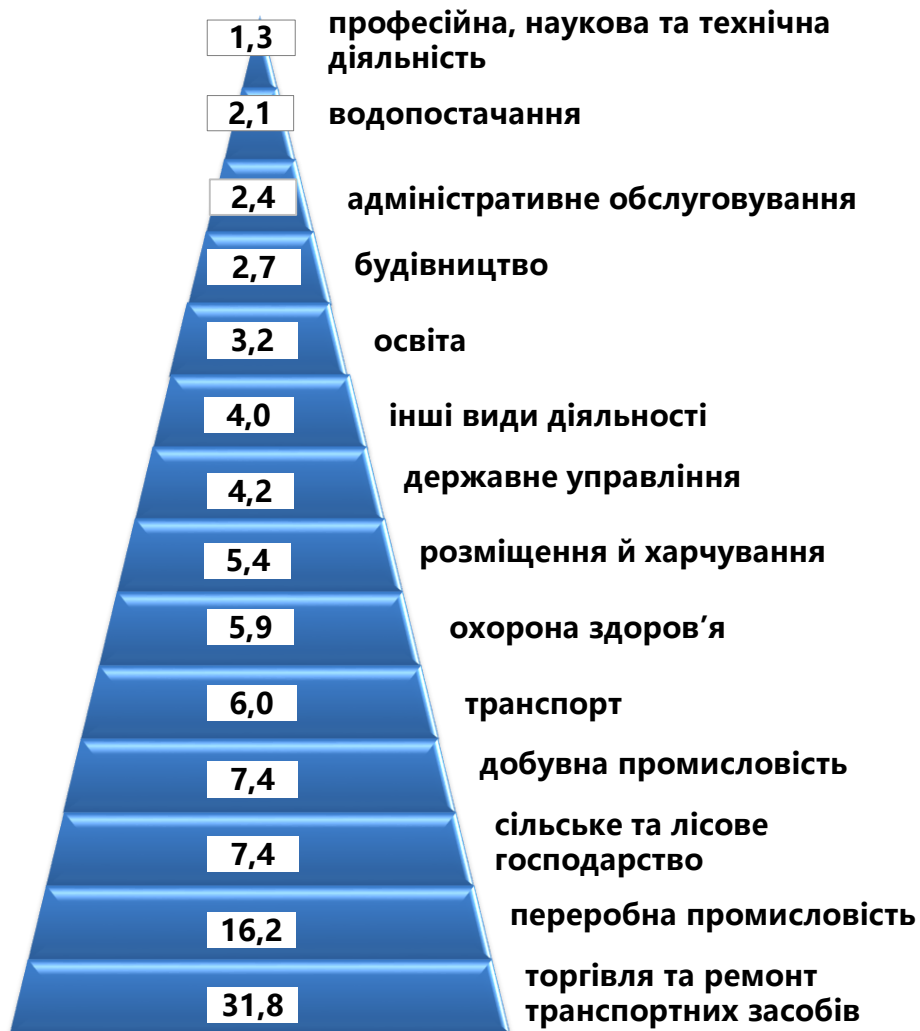 1,3
професійна, наукова та технічна
діяльність
2,1
водопостачання
2,4
адміністративне обслуговування
2,7
будівництво
3,2
освіта
4,0
інші види діяльності
4,2
державне управління
5,4
розміщення й харчування
5,9
охорона здоров’я
6,0
транспорт
7,4
добувна промисловість
7,4
сільське та лісове
господарство
16,2
переробна промисловість
31,8
торгівля та ремонт
транспортних засобів